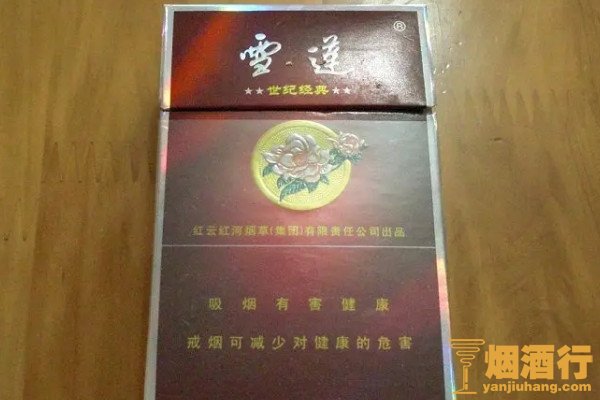 雪莲®
★★世纪经典★★
红云红河烟草(集团)有限责任公司出品
吸烟有害健康
戒烟可减少对健康的危害
烟酒行
yanjiuhang.com